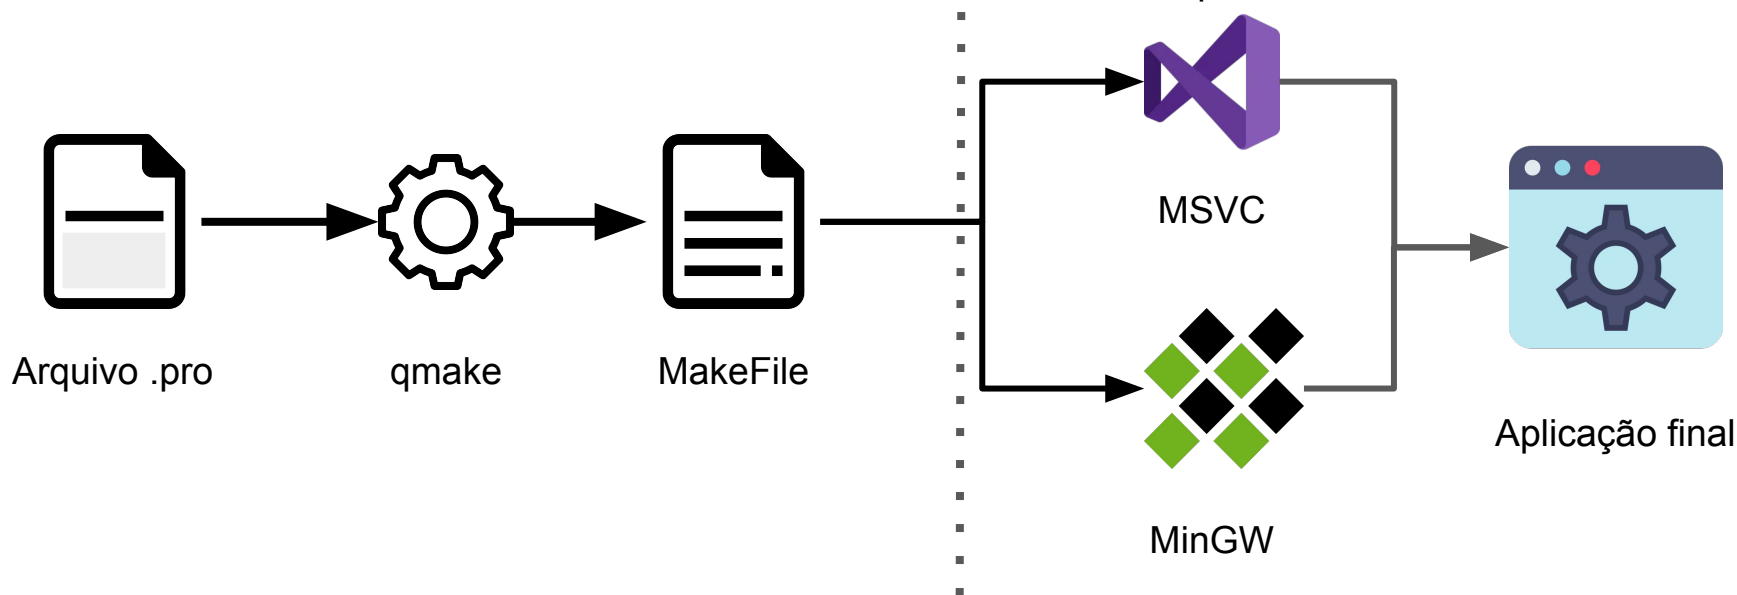 Arquivo .pro
qmake
MakeFile
MSVC
MinGW
Aplicação final